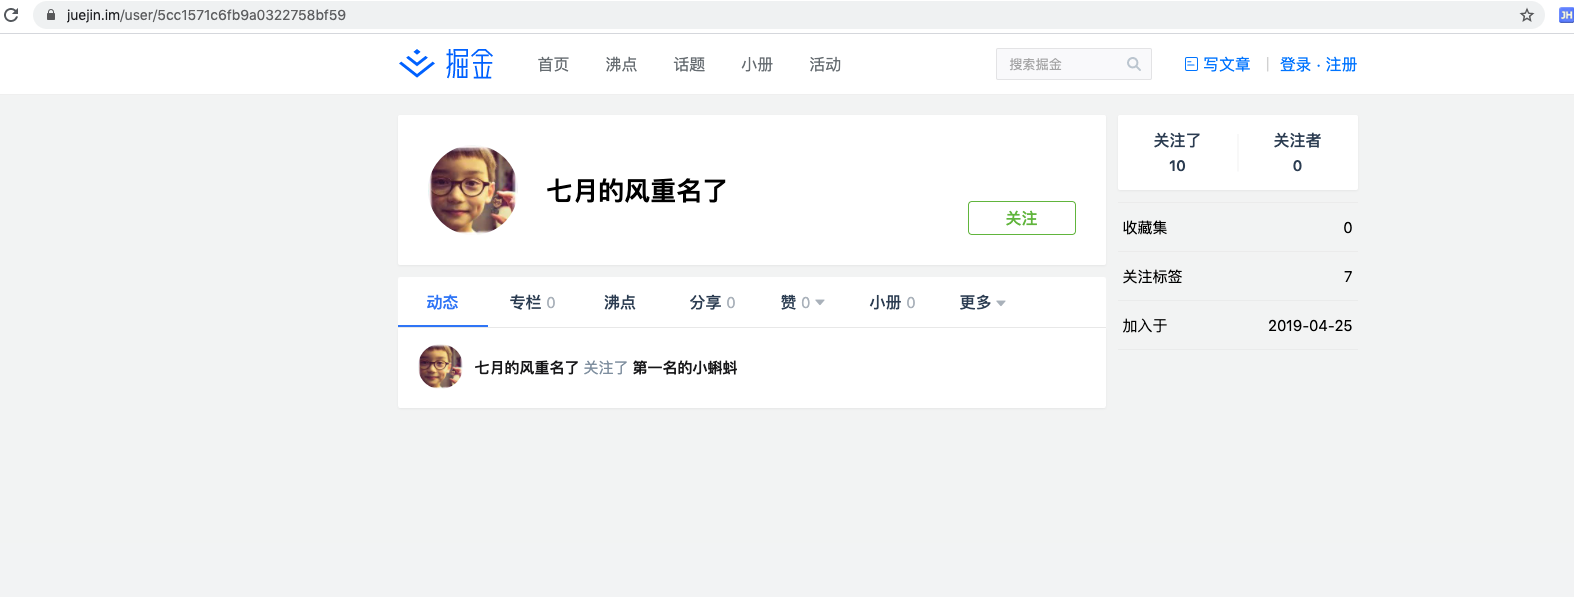 juejin.im/user/5cc1571c6fb9a0322758bf59
JH
掘金 首页 沸点 话题 小册 活动 搜索掘金 写文章 | 登录 · 注册
七月的风重名了
关注
关注了 关注者
10 0
收藏集 0
关注标签 7
加入于 2019-04-25
动态 专栏 0 沸点 分享 0 赞 0 小册 0 更多
七月的风重名了 关注了 第一名的小蝌蚪